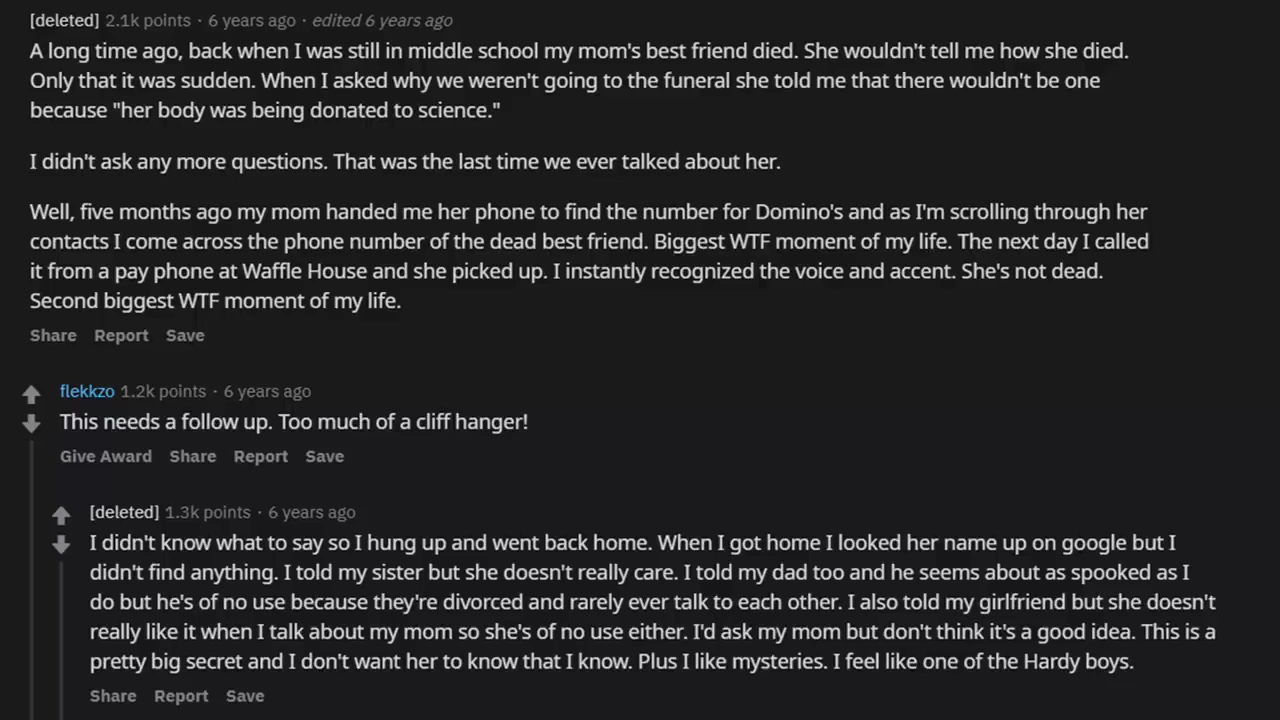 [deleted] 2.1k points · 6 years ago · edited 6 years ago
A long time ago, back when I was still in middle school my mom's best friend died. She wouldn't tell me how she died.
Only that it was sudden. When I asked why we weren't going to the funeral she told me that there wouldn't be one
because "her body was being donated to science."
I didn't ask any more questions. That was the last time we ever talked about her.
Well, five months ago my mom handed me her phone to find the number for Domino's and as I'm scrolling through her
contacts I come across the phone number of the dead best friend. Biggest WTF moment of my life. The next day I called
it from a pay phone at Waffle House and she picked up. I instantly recognized the voice and accent. She's not dead.
Second biggest WTF moment of my life.
Share Report Save
flekkzo 1.2k points · 6 years ago
This needs a follow up. Too much of a cliff hanger!
Give Award Share Report Save
[deleted] 1.3k points · 6 years ago
I didn't know what to say so I hung up and went back home. When I got home I looked her name up on google but I
didn't find anything. I told my sister but she doesn't really care. I told my dad too and he seems about as spooked as I
do but he's of no use because they're divorced and rarely ever talk to each other. I also told my girlfriend but she doesn't
really like it when I talk about my mom so she's of no use either. I'd ask my mom but don't think it's a good idea. This is a
pretty big secret and I don't want her to know that I know. Plus I like mysteries. I feel like one of the Hardy boys.
Share Report Save